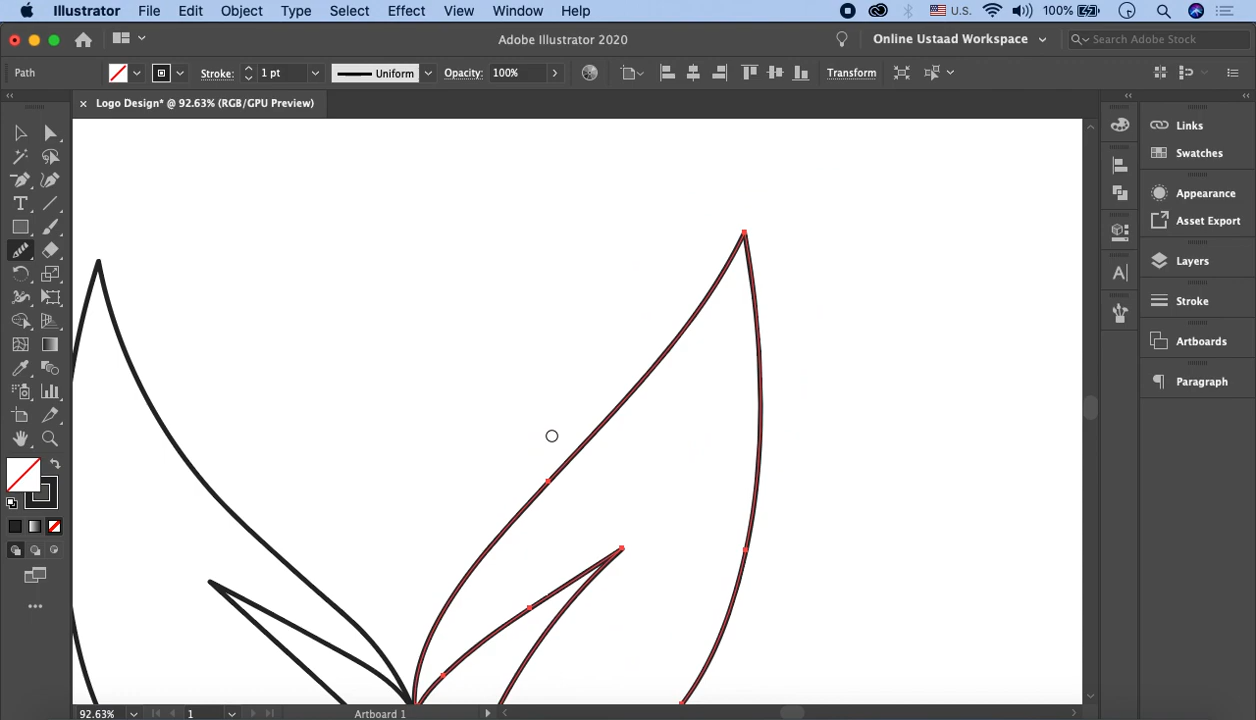 Illustrator File Edit Object Type Select Effect View Window Help U.S. 100%
Adobe Illustrator 2020 Online Ustaad Workspace Search Adobe Stock
Path Stroke: 1 pt Uniform Opacity: 100% Transform
× Logo Design* @ 92.63% (RGB/GPU Preview)
Links
Swatches
Appearance
Asset Export
Layers
Stroke
Artboards
Paragraph
92.63% 1 Artboard 1